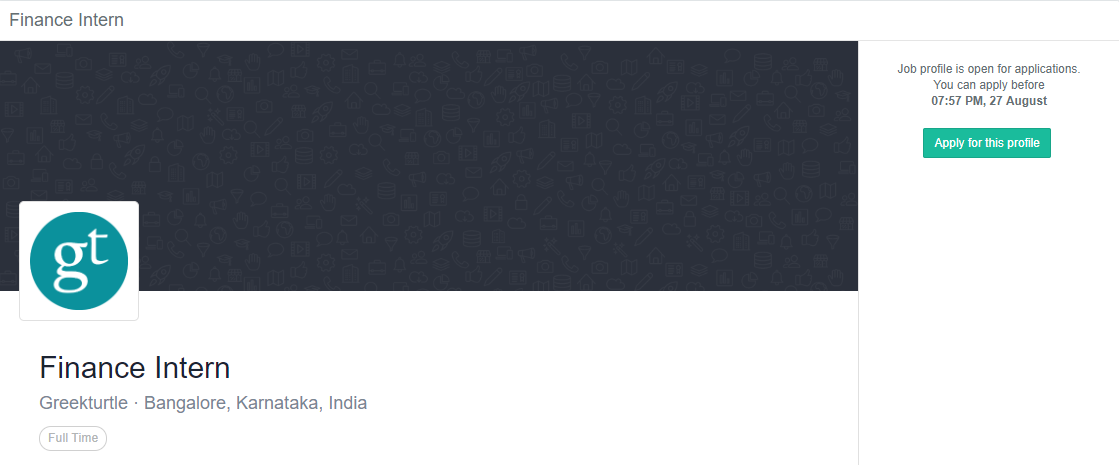 Finance Intern
Job profile is open for applications.
You can apply before
07:57 PM, 27 August
Apply for this profile
gt
Finance Intern
Greekturtle · Bangalore, Karnataka, India
Full Time